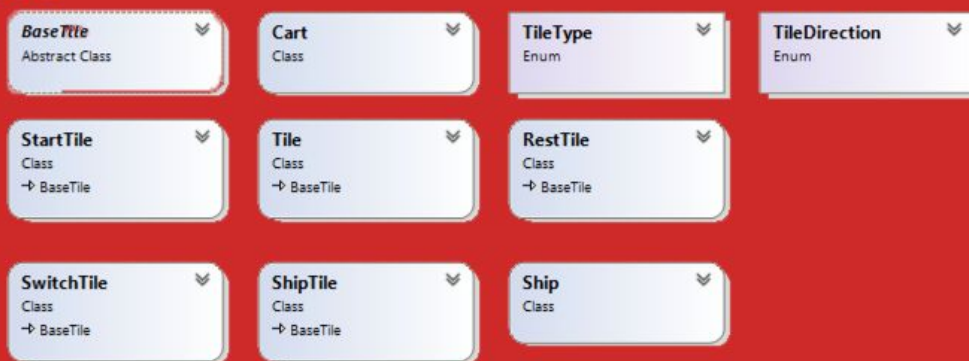 BaseTile
Abstract Class
Cart
Class
TileType
Enum
TileDirection
Enum
StartTile
Class
BaseTile
Tile
Class
BaseTile
RestTile
Class
BaseTile
SwitchTile
Class
BaseTile
ShipTile
Class
BaseTile
Ship
Class